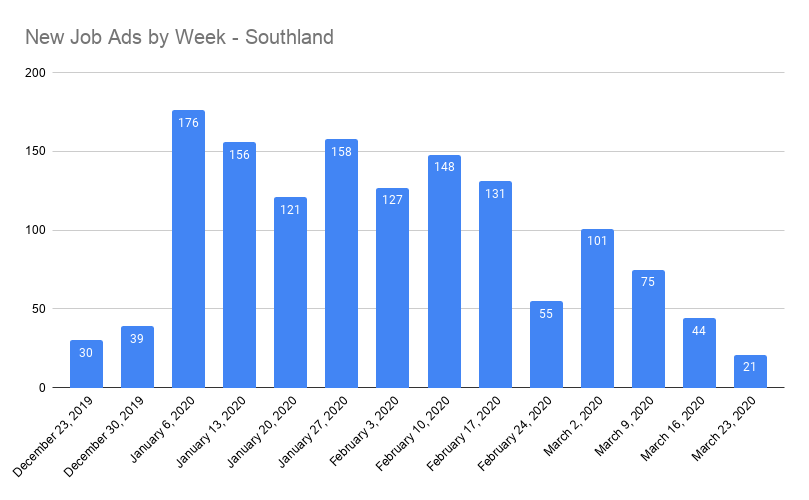 New Job Ads by Week - Southland
200
150
100
50
0
30
39
176
156
121
158
127
148
131
55
101
75
44
21
December 23, 2019
December 30, 2019
January 6, 2020
January 13, 2020
January 20, 2020
January 27, 2020
February 3, 2020
February 10, 2020
February 17, 2020
February 24, 2020
March 2, 2020
March 9, 2020
March 16, 2020
March 23, 2020